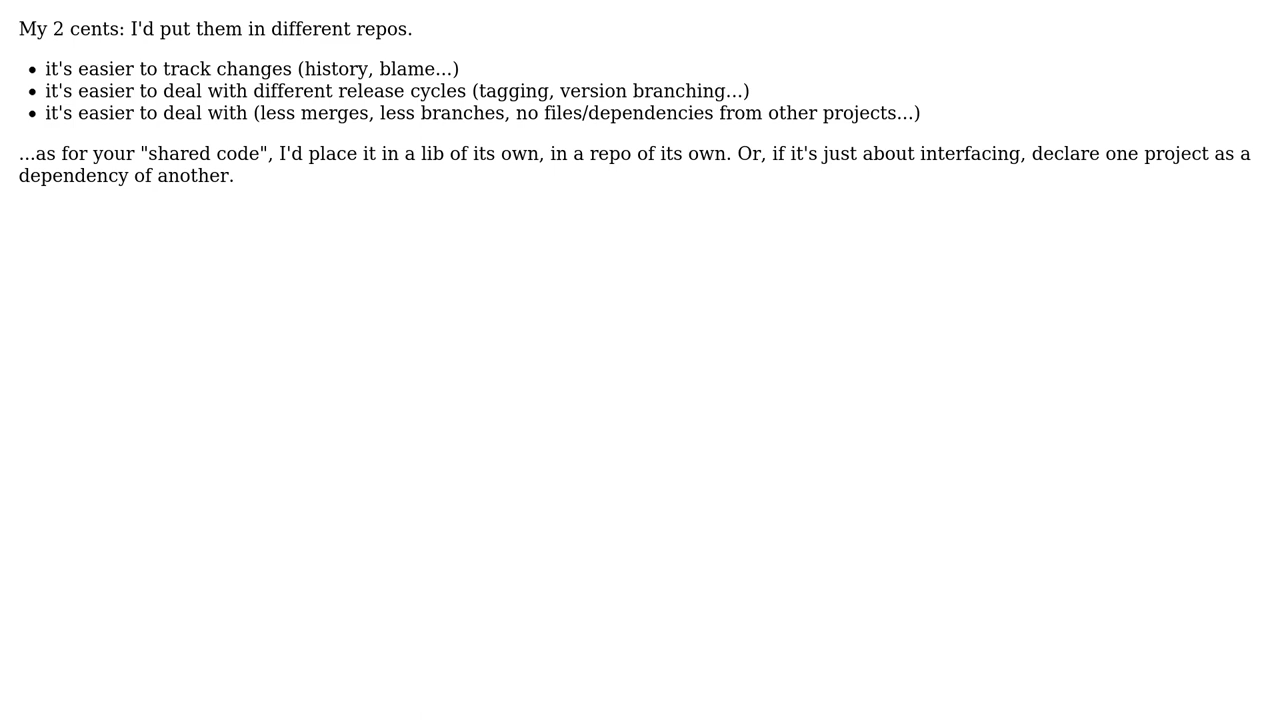 My 2 cents: I'd put them in different repos.
• it's easier to track changes (history, blame...)
• it's easier to deal with different release cycles (tagging, version branching...)
• it's easier to deal with (less merges, less branches, no files/dependencies from other projects...)
...as for your "shared code", I'd place it in a lib of its own, in a repo of its own. Or, if it's just about interfacing, declare one project as a
dependency of another.